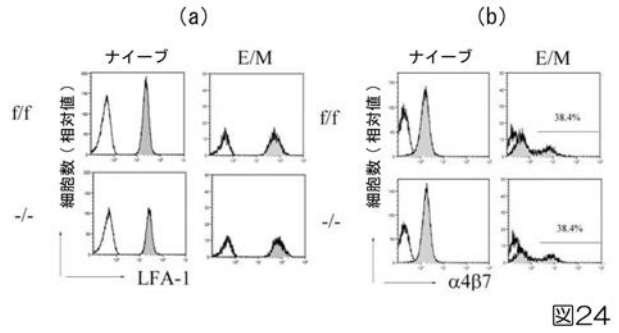 (a)
(b)
ナイーブ
E/M
ナイーブ
E/M
f/f
f/f
38.4%
-/-
-/-
38.4%
細胞数(相対値)
細胞数(相対値)
LFA-1
α4β7
図24